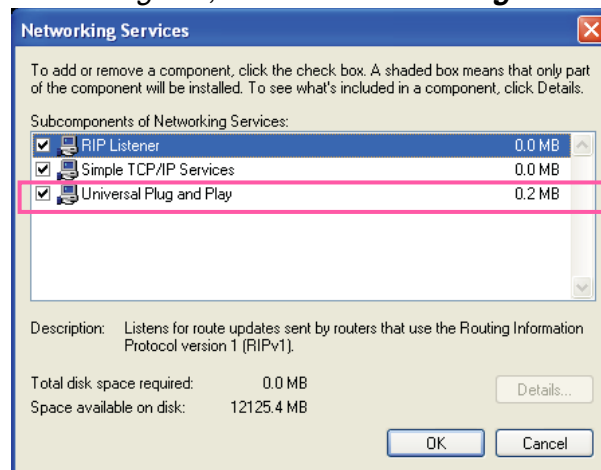 Networking Services
To add or remove a component, click the check box. A shaded box means that only part
of the component will be installed. To see what's included in a component, click Details.
Subcomponents of Networking Services:
RIP Listener 0.0 MB
Simple TCP/IP Services 0.0 MB
Universal Plug and Play 0.2 MB
Description: Listens for route updates sent by routers that use the Routing Information
Protocol version 1 (RIPv1).
Total disk space required: 0.0 MB
Details...
Space available on disk: 12125.4 MB
OK Cancel